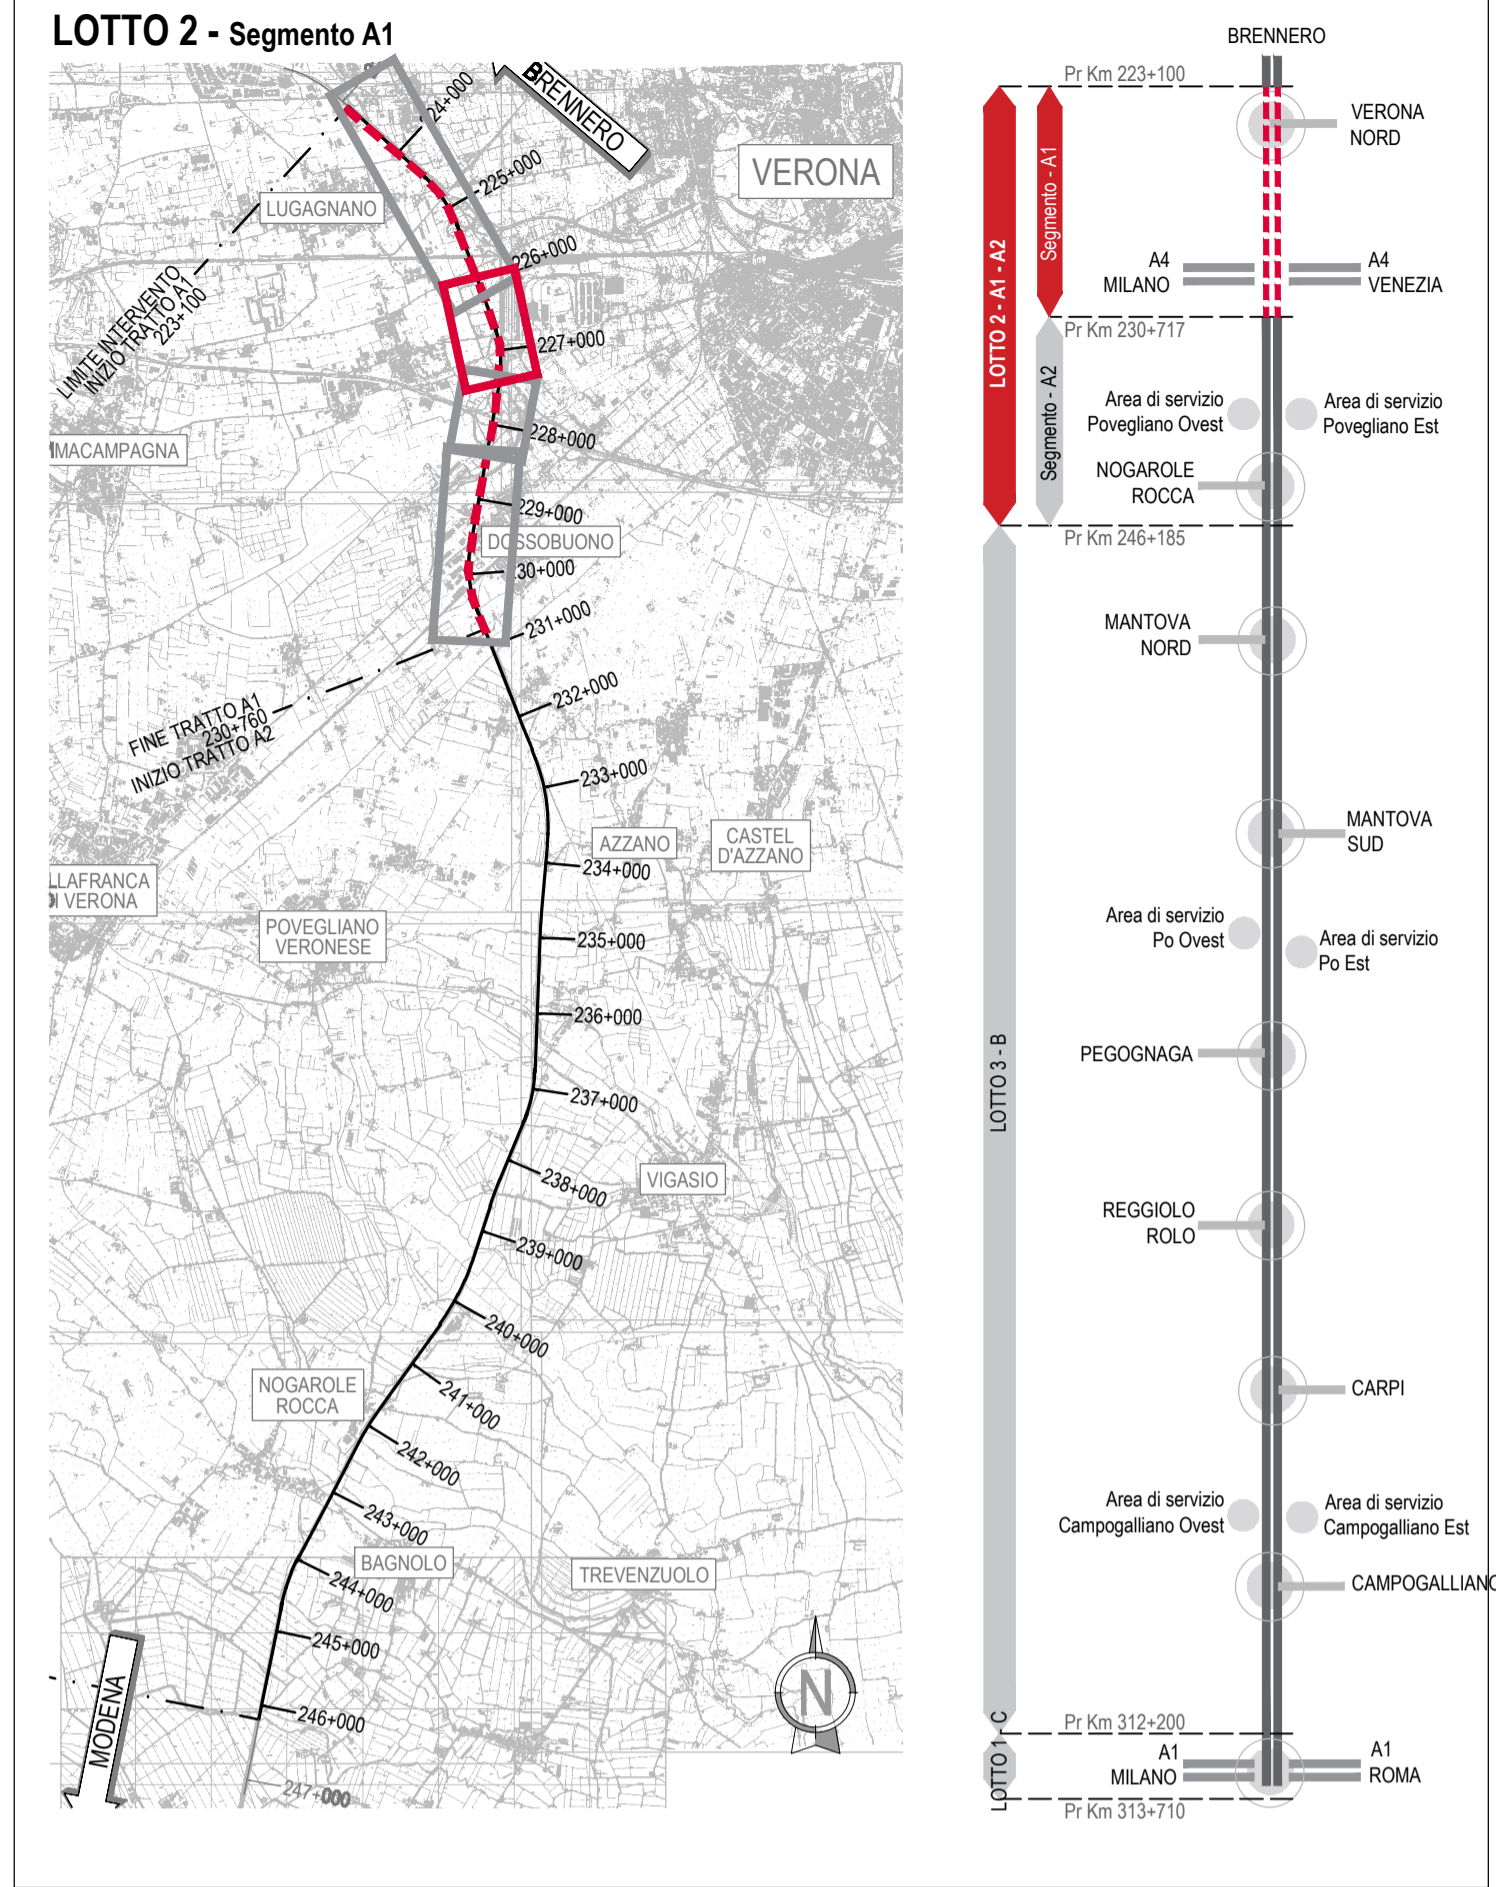 LOTTO 2 - Segmento A1
BRENNERO
24+000
225+000
VERONA
LUGAGNANO
226+000
LIMITE INTERVENTO
INIZIO TRATTO A1
223+100
227+000
MACAMPAGNA
228+000
229+000
DOSSOBUONO
30+000
231+000
232+000
FINE TRATTO A1
230+760
INIZIO TRATTO A2
233+000
AZZANO
CASTEL
D'AZZANO
234+000
LLAFRANCA
DI VERONA
POVEGLIANO
VERONESE
235+000
236+000
237+000
VIGASIO
238+000
239+000
240+000
NOGAROLE
ROCCA
241+000
242+000
243+000
BAGNOLO
TREVENZUOLO
244+000
245+000
246+000
N
MODENA
247+000
BRENNERO
Pr Km 223+100
VERONA
NORD
LOTTO 2 - A1 - A2
Segmento - A1
A4
MILANO
A4
VENEZIA
Pr Km 230+717
Segmento - A2
Area di servizio
Povegliano Ovest
Area di servizio
Povegliano Est
NOGAROLE
ROCCA
Pr Km 246+185
MANTOVA
NORD
MANTOVA
SUD
Area di servizio
Po Ovest
Area di servizio
Po Est
LOTTO 3 - B
PEGOGNAGA
REGGIOLO
ROLO
CARPI
Area di servizio
Campogalliano Ovest
Area di servizio
Campogalliano Est
CAMPOGALLIANO
LOTTO 1 - C
Pr Km 312+200
A1
MILANO
A1
ROMA
Pr Km 313+710